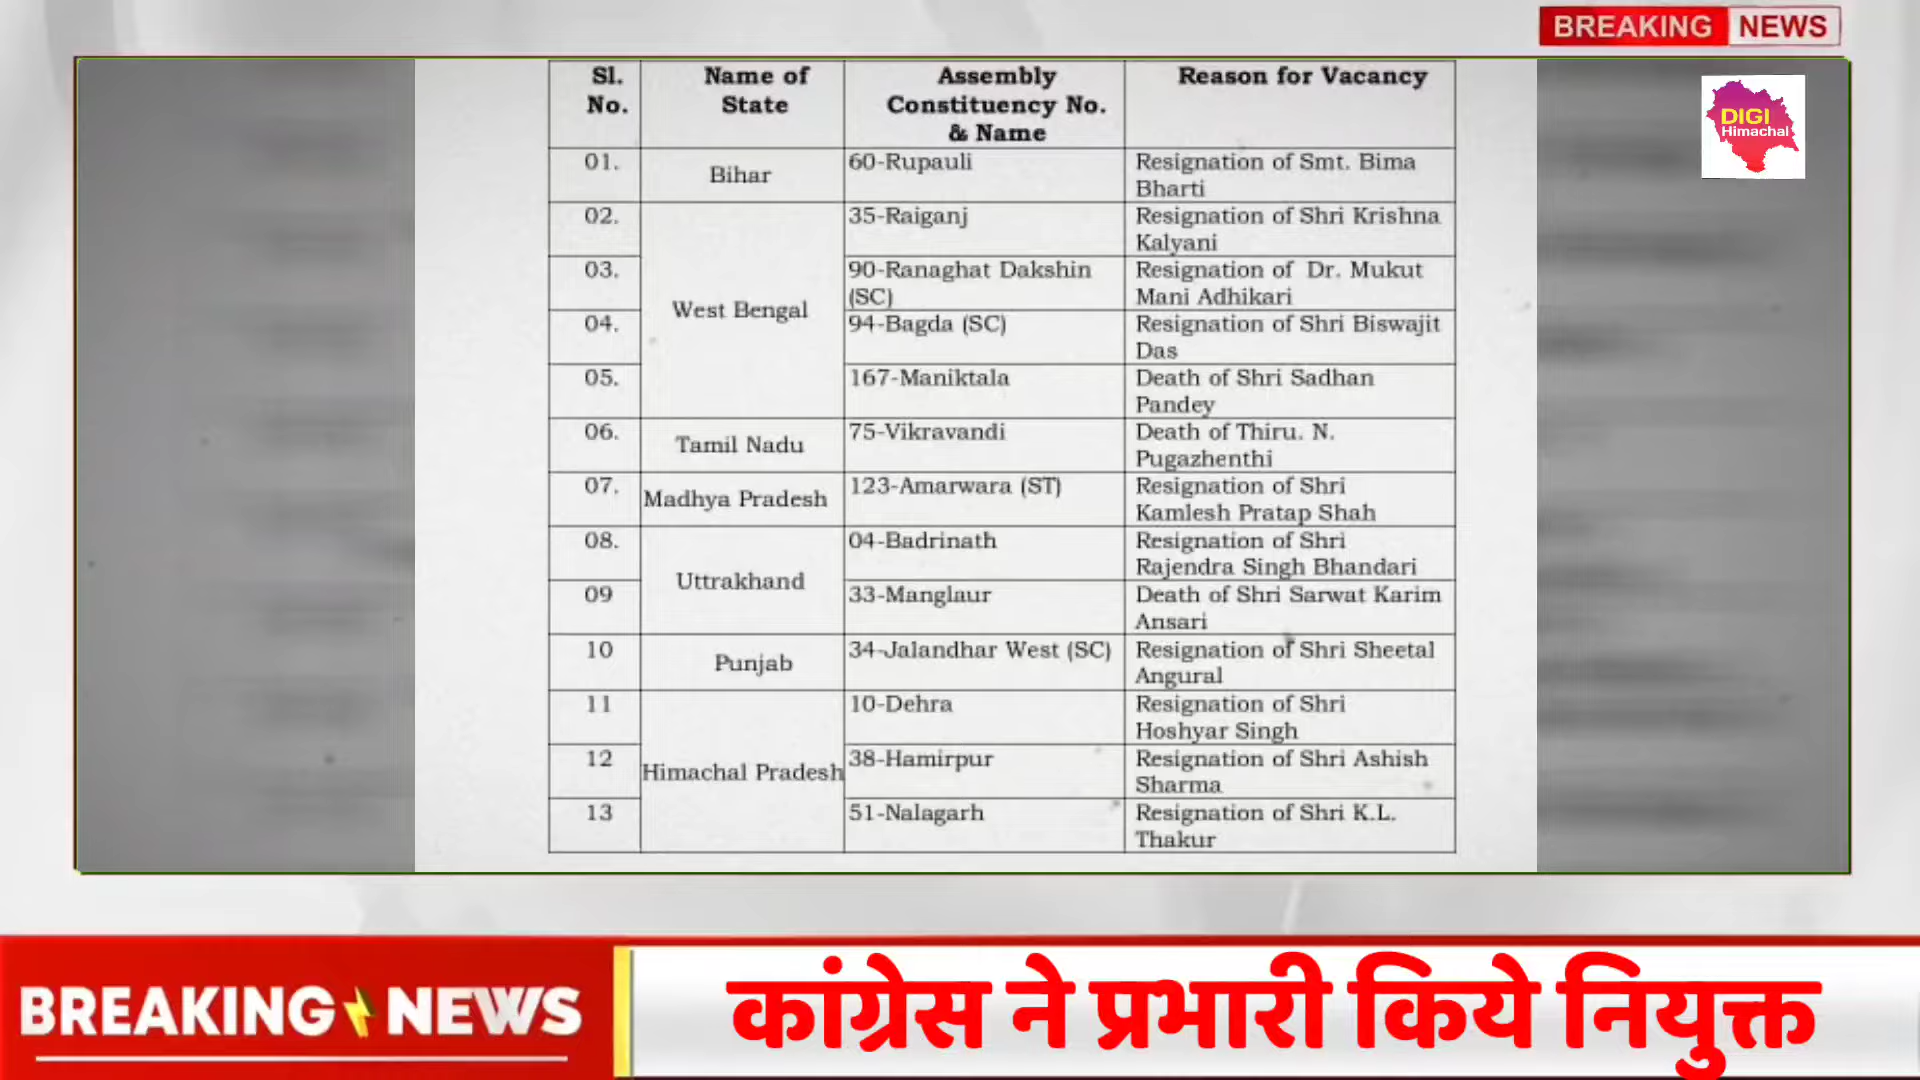 BREAKING NEWS
DIGI
Himachal
Sl. No. Name of State Assembly Constituency No. & Name Reason for Vacancy
01. Bihar 60-Rupauli Resignation of Smt. Bima Bharti
02. West Bengal 35-Raiganj Resignation of Shri Krishna Kalyani
03. 90-Ranaghat Dakshin (SC) Resignation of Dr. Mukut Mani Adhikari
04. 94-Bagda (SC) Resignation of Shri Biswajit Das
05. 167-Maniktala Death of Shri Sadhan Pandey
06. Tamil Nadu 75-Vikravandi Death of Thiru. N. Pugazhenthi
07. Madhya Pradesh 123-Amarwara (ST) Resignation of Shri Kamlesh Pratap Shah
08. Uttrakhand 04-Badrinath Resignation of Shri Rajendra Singh Bhandari
09 33-Manglaur Death of Shri Sarwat Karim Ansari
10 Punjab 34-Jalandhar West (SC) Resignation of Shri Sheetal Angural
11 Himachal Pradesh 10-Dehra Resignation of Shri Hoshyar Singh
12 38-Hamirpur Resignation of Shri Ashish Sharma
13 51-Nalagarh Resignation of Shri K.L. Thakur
BREAKING NEWS
कांग्रेस ने प्रभारी किये नियुक्त